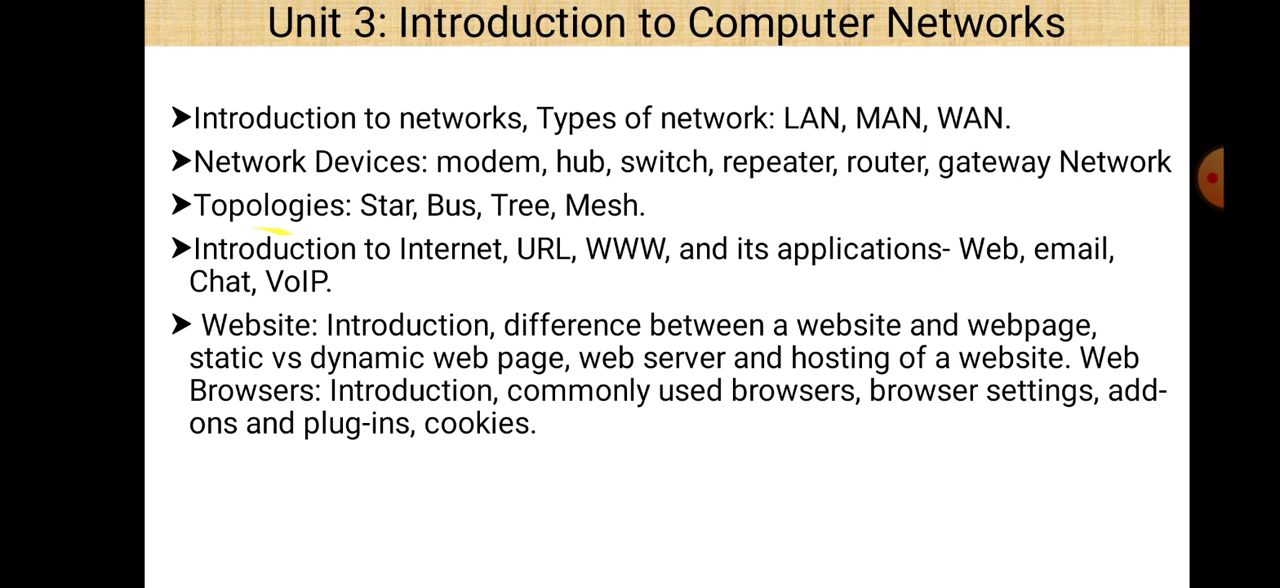 Unit 3: Introduction to Computer Networks
➤Introduction to networks, Types of network: LAN, MAN, WAN.
➤Network Devices: modem, hub, switch, repeater, router, gateway Network
➤Topologies: Star, Bus, Tree, Mesh.
➤Introduction to Internet, URL, WWW, and its applications- Web, email,
Chat, VoIP.
➤ Website: Introduction, difference between a website and webpage,
static vs dynamic web page, web server and hosting of a website. Web
Browsers: Introduction, commonly used browsers, browser settings, add-
ons and plug-ins, cookies.